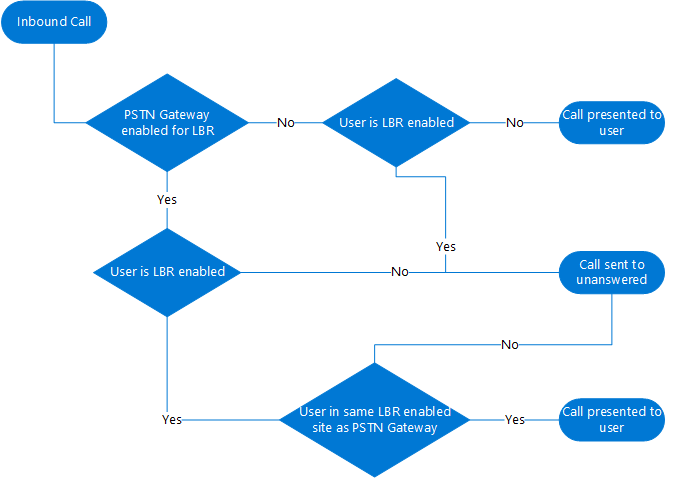 Inbound Call
PSTN Gateway
enabled for LBR
No
User is LBR enabled
No
Call presented to
user
Yes
Yes
User is LBR enabled
No
Call sent to
unanswered
No
Yes
User in same LBR enabled
site as PSTN Gateway
Yes
Call presented to
user